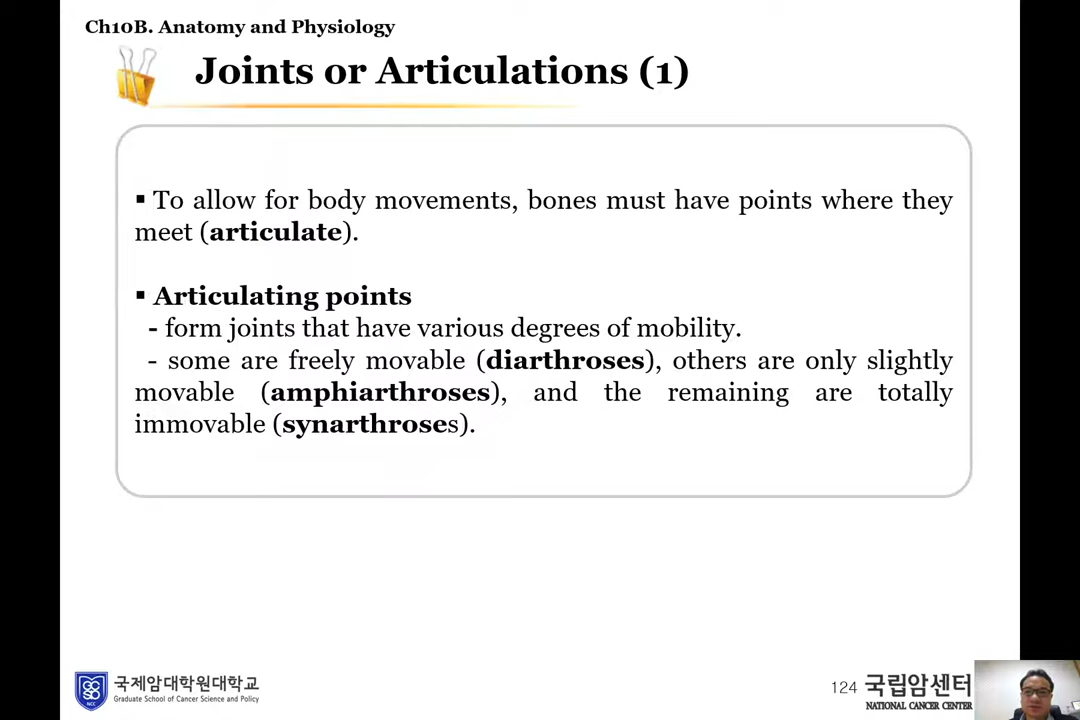 Ch10B. Anatomy and Physiology
Joints or Articulations (1)
▪ To allow for body movements, bones must have points where they
meet (articulate).
▪ Articulating points
- form joints that have various degrees of mobility.
- some are freely movable (diarthroses), others are only slightly
movable (amphiarthroses), and the remaining are totally
immovable (synarthroses).
GCSP
NCC
국제암대학원대학교
Graduate School of Cancer Science and Policy
124
국립암센터
NATIONAL CANCER CENTER